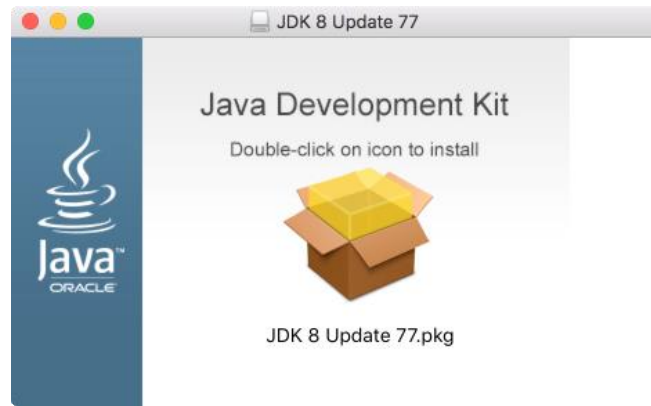 JDK 8 Update 77
Java Development Kit
Double-click on icon to install
Java™
ORACLE
JDK 8 Update 77.pkg